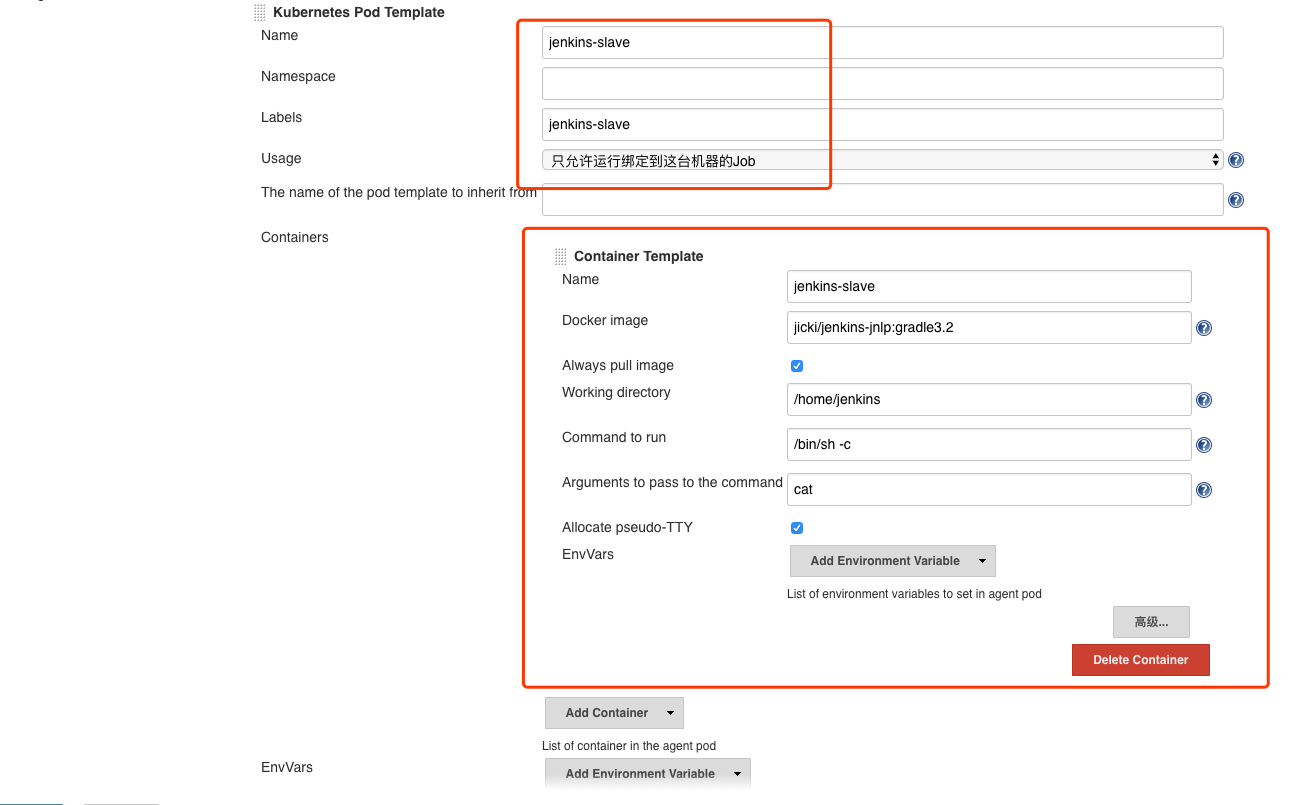 Kubernetes Pod Template
Name
jenkins-slave
Namespace
Labels
jenkins-slave
Usage
只允许运行绑定到这台机器的Job
The name of the pod template to inherit from
Containers
Container Template
Name
jenkins-slave
Docker image
jicki/jenkins-jnlp:gradle3.2
Always pull image
Working directory
/home/jenkins
Command to run
/bin/sh -c
Arguments to pass to the command
cat
Allocate pseudo-TTY
EnvVars
Add Environment Variable
List of environment variables to set in agent pod
高级...
Delete Container
Add Container
List of container in the agent pod
EnvVars
Add Environment Variable